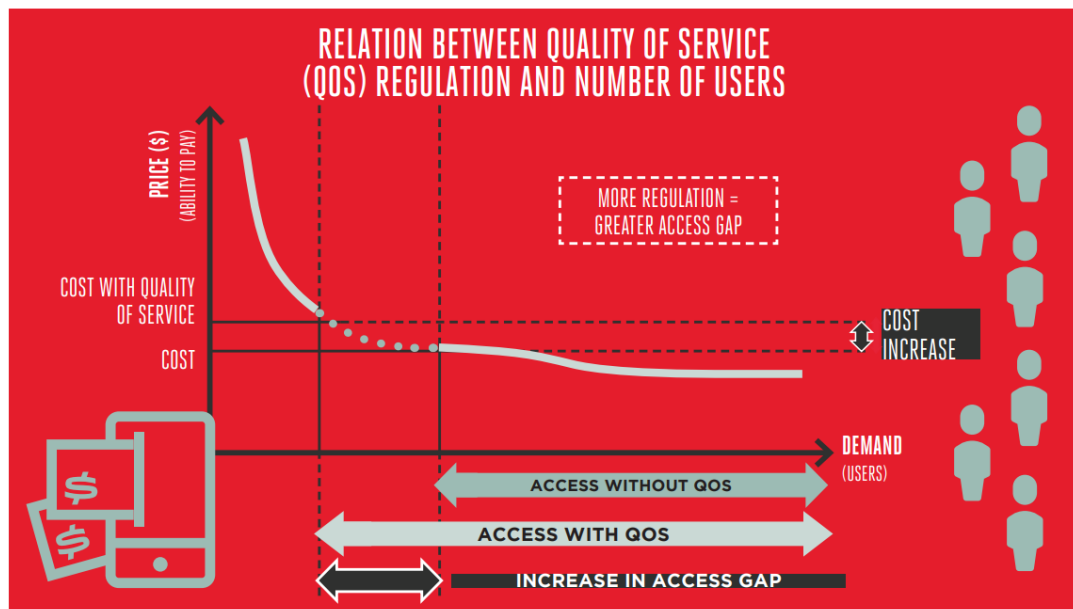 RELATION BETWEEN QUALITY OF SERVICE
(QOS) REGULATION AND NUMBER OF USERS
PRICE ($)
(ABILITY TO PAY)
MORE REGULATION =
GREATER ACCESS GAP
COST WITH QUALITY
OF SERVICE
COST
COST
INCREASE
DEMAND
(USERS)
$
$
ACCESS WITHOUT QOS
ACCESS WITH QOS
INCREASE IN ACCESS GAP